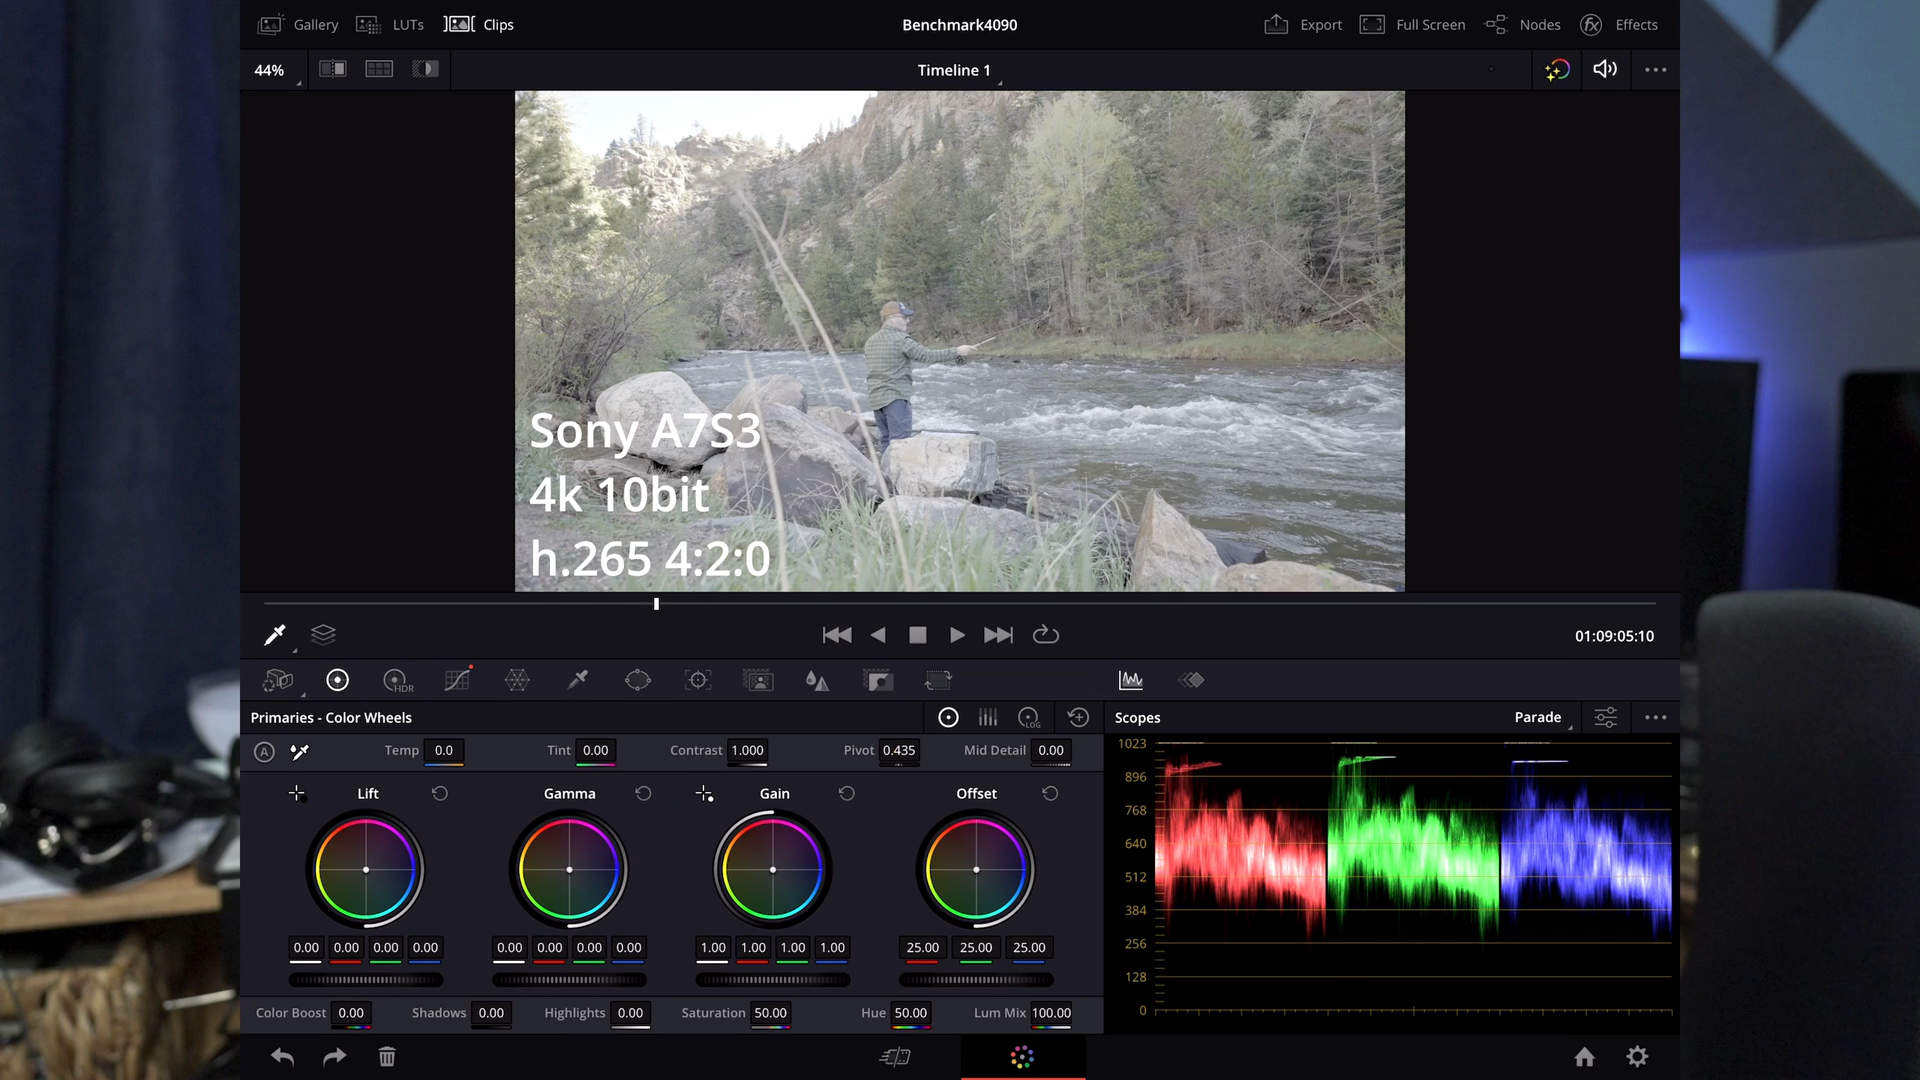 Gallery LUTs Clips Benchmark4090 Export Full Screen Nodes Effects
44% Timeline 1
Sony A7S3
4k 10bit
h.265 4:2:0
01:09:05:10
HDR
Primaries - Color Wheels LOG Scopes Parade
A Temp 0.0 Tint 0.00 Contrast 1.000 Pivot 0.435 Mid Detail 0.00
Lift Gamma Gain Offset
0.00 0.00 0.00 0.00 0.00 0.00 0.00 0.00 1.00 1.00 1.00 1.00 25.00 25.00 25.00
Color Boost 0.00 Shadows 0.00 Highlights 0.00 Saturation 50.00 Hue 50.00 Lum Mix 100.00
1023
896
768
640
512
384
256
128
0